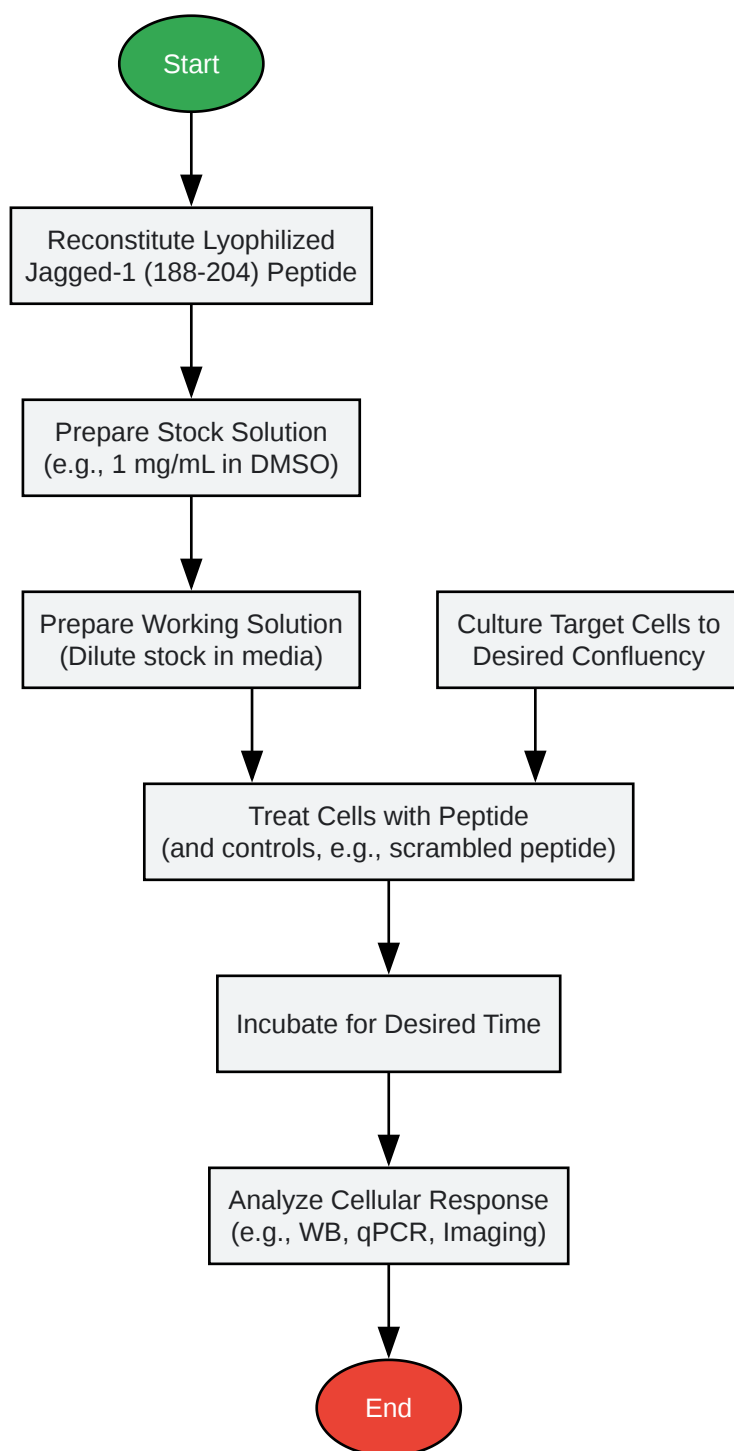 Start
Reconstitute Lyophilized
Jagged-1 (188-204) Peptide
Prepare Stock Solution
(e.g., 1 mg/mL in DMSO)
Prepare Working Solution
(Dilute stock in media)
Culture Target Cells to
Desired Confluency
Treat Cells with Peptide
(and controls, e.g., scrambled peptide)
Incubate for Desired Time
Analyze Cellular Response
(e.g., WB, qPCR, Imaging)
End